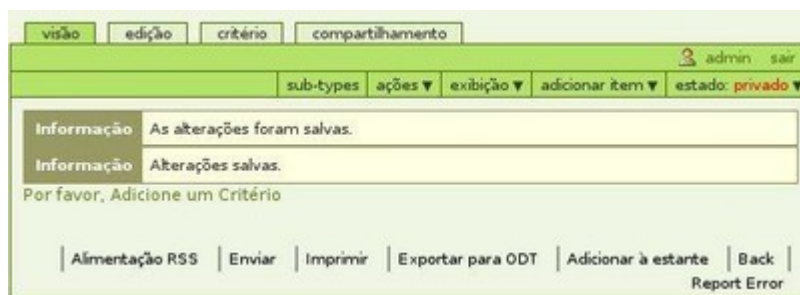 visão edição critério compartilhamento
admin sair
sub-types ações ▼ exibição ▼ adicionar item ▼ estado: privado ▼
Informação As alterações foram salvas.
Informação Alterações salvas.
Por favor, Adicione um Critério
Alimentação RSS Enviar Imprimir Exportar para ODT Adicionar à estante Back
Report Error